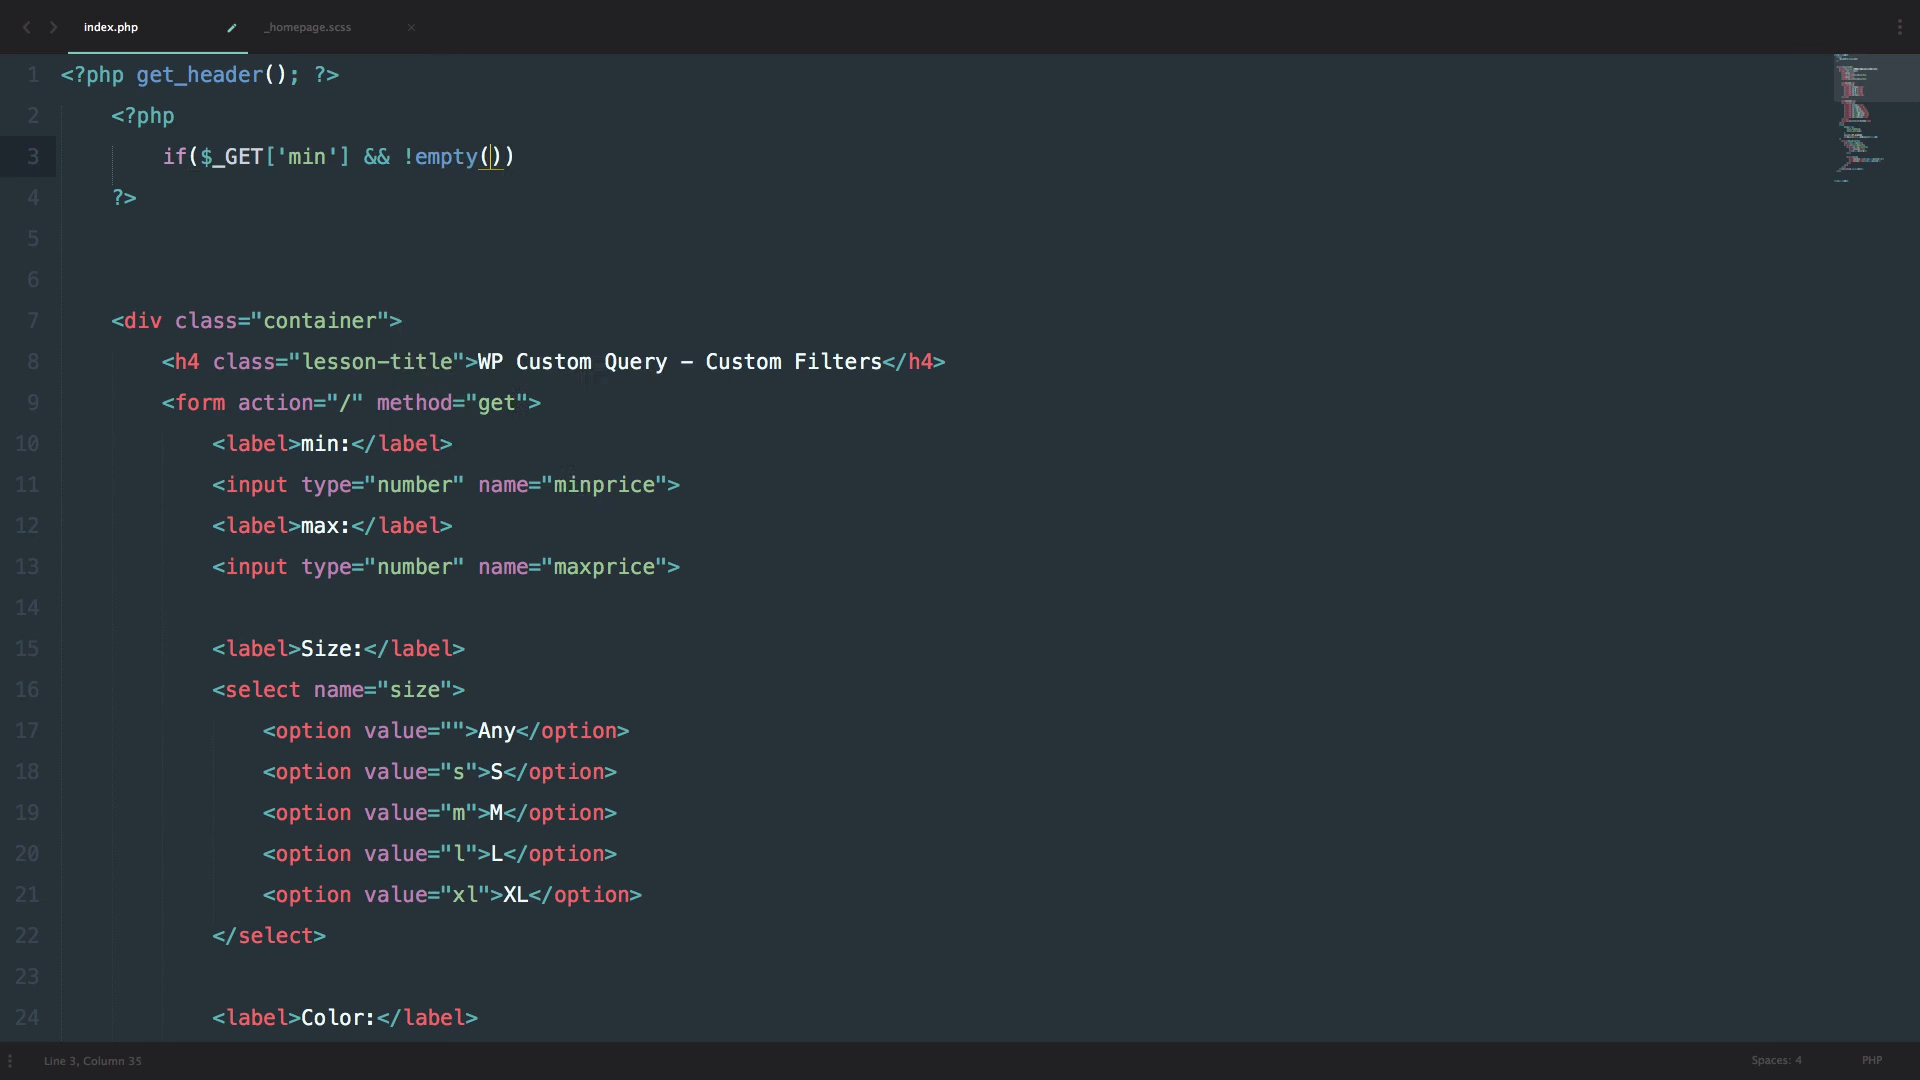 index.php _homepage.scss
1 <?php get_header(); ?>
2 <?php
3 if($_GET['min'] && !empty())
4 ?>
5
6
7 <div class="container">
8 <h4 class="lesson-title">WP Custom Query - Custom Filters</h4>
9 <form action="/" method="get">
10 <label>min:</label>
11 <input type="number" name="minprice">
12 <label>max:</label>
13 <input type="number" name="maxprice">
14
15 <label>Size:</label>
16 <select name="size">
17 <option value="">Any</option>
18 <option value="s">S</option>
19 <option value="m">M</option>
20 <option value="l">L</option>
21 <option value="xl">XL</option>
22 </select>
23
24 <label>Color:</label>
Line 3, Column 35 Spaces: 4 PHP